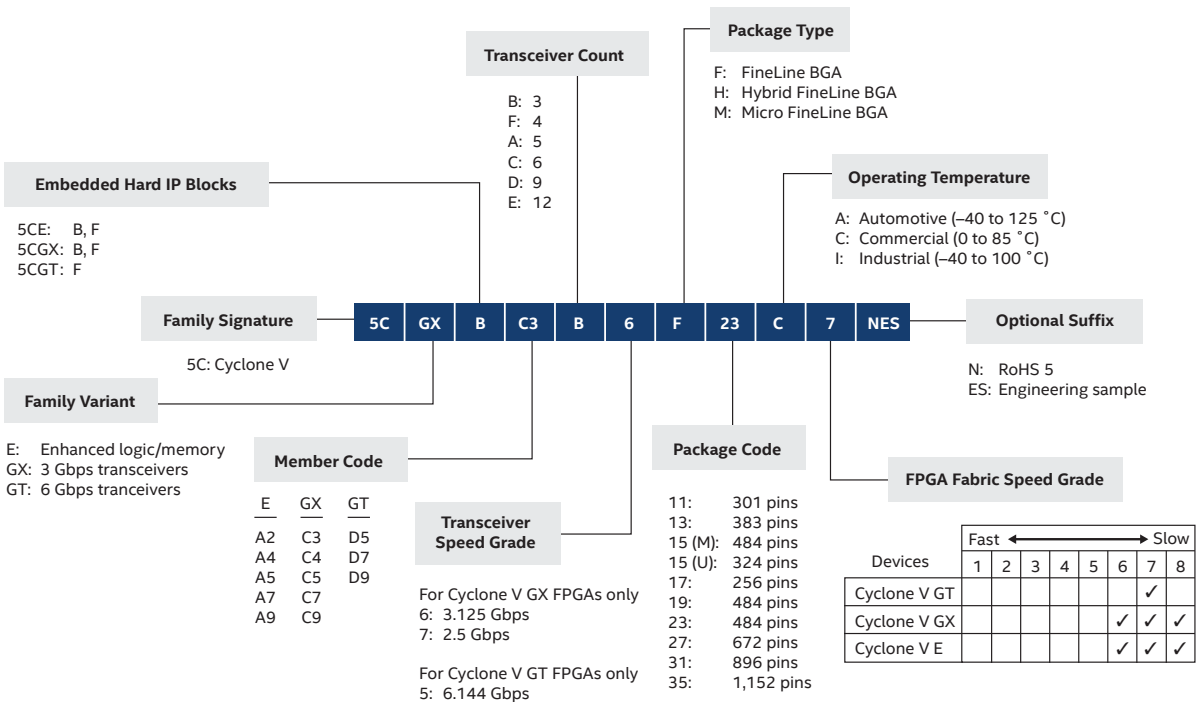 Package Type
F: FineLine BGA
H: Hybrid FineLine BGA
M: Micro FineLine BGA
Transceiver Count
B: 3
F: 4
A: 5
C: 6
D: 9
E: 12
Embedded Hard IP Blocks
5CE: B, F
5CGX: B, F
5CGT: F
Operating Temperature
A: Automotive (–40 to 125 ˚C)
C: Commercial (0 to 85 ˚C)
I: Industrial (–40 to 100 ˚C)
Family Signature
5C: Cyclone V
5C GX B C3 B 6 F 23 C 7 NES
Optional Suffix
N: RoHS 5
ES: Engineering sample
Family Variant
E: Enhanced logic/memory
GX: 3 Gbps transceivers
GT: 6 Gbps tranceivers
Member Code
E GX GT
A2 C3 D5
A4 C4 D7
A5 C5 D9
A7 C7
A9 C9
Transceiver
Speed Grade
For Cyclone V GX FPGAs only
6: 3.125 Gbps
7: 2.5 Gbps
For Cyclone V GT FPGAs only
5: 6.144 Gbps
Package Code
11: 301 pins
13: 383 pins
15 (M): 484 pins
15 (U): 324 pins
17: 256 pins
19: 484 pins
23: 484 pins
27: 672 pins
31: 896 pins
35: 1,152 pins
FPGA Fabric Speed Grade
Fast Slow
Devices 1 2 3 4 5 6 7 8
Cyclone V GT ✓
Cyclone V GX ✓ ✓ ✓
Cyclone V E ✓ ✓ ✓